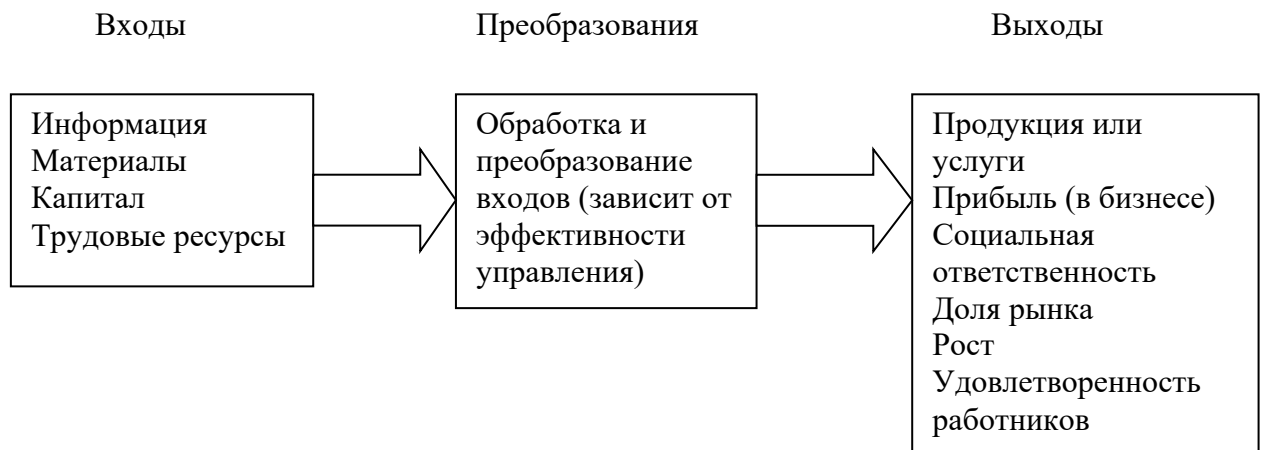 Входы
Преобразования
Выходы
Информация
Материалы
Капитал
Трудовые ресурсы
Обработка и
преобразование
входов (зависит от
эффективности
управления)
Продукция или
услуги
Прибыль (в бизнесе)
Социальная
ответственность
Доля рынка
Рост
Удовлетворенность
работников